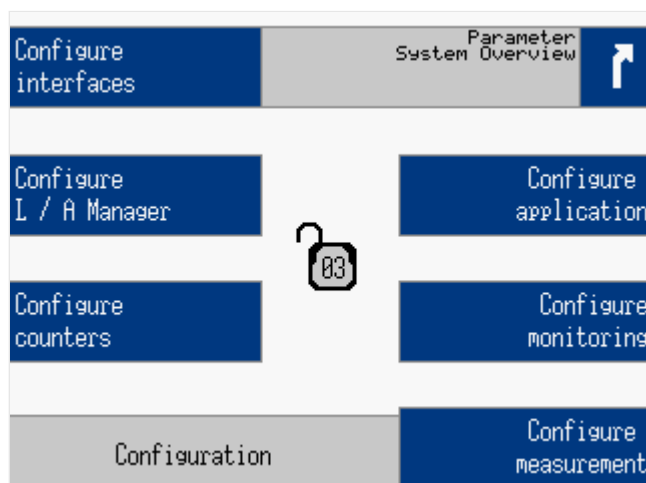 Configure
interfaces
Parameter
System Overview
Configure
L / A Manager
Configure
application
03
Configure
counters
Configure
monitoring
Configuration
Configure
measurement